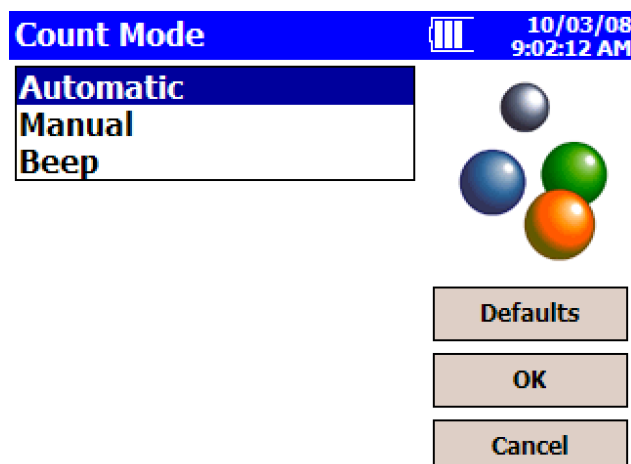 Count Mode
10/03/08
9:02:12 AM
Automatic
Manual
Beep
Defaults
OK
Cancel